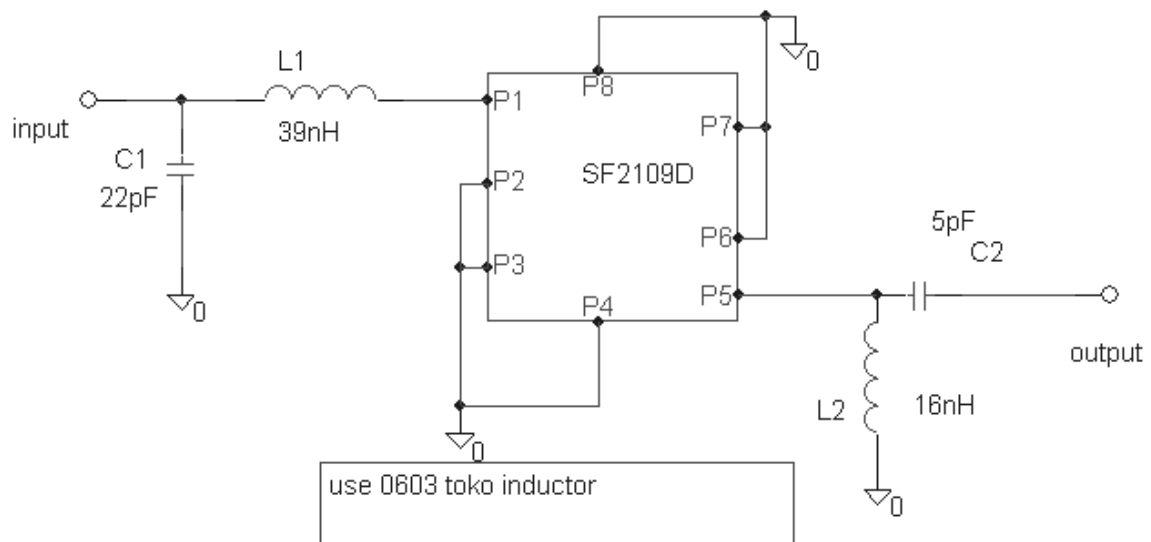 L1
P8
0
P1
input
39nH
P7
C1
SF2109D
22pF
P2
5pF
P6
C2
P3
P5
0
P4
output
L2
16nH
0
use 0603 toko inductor
0